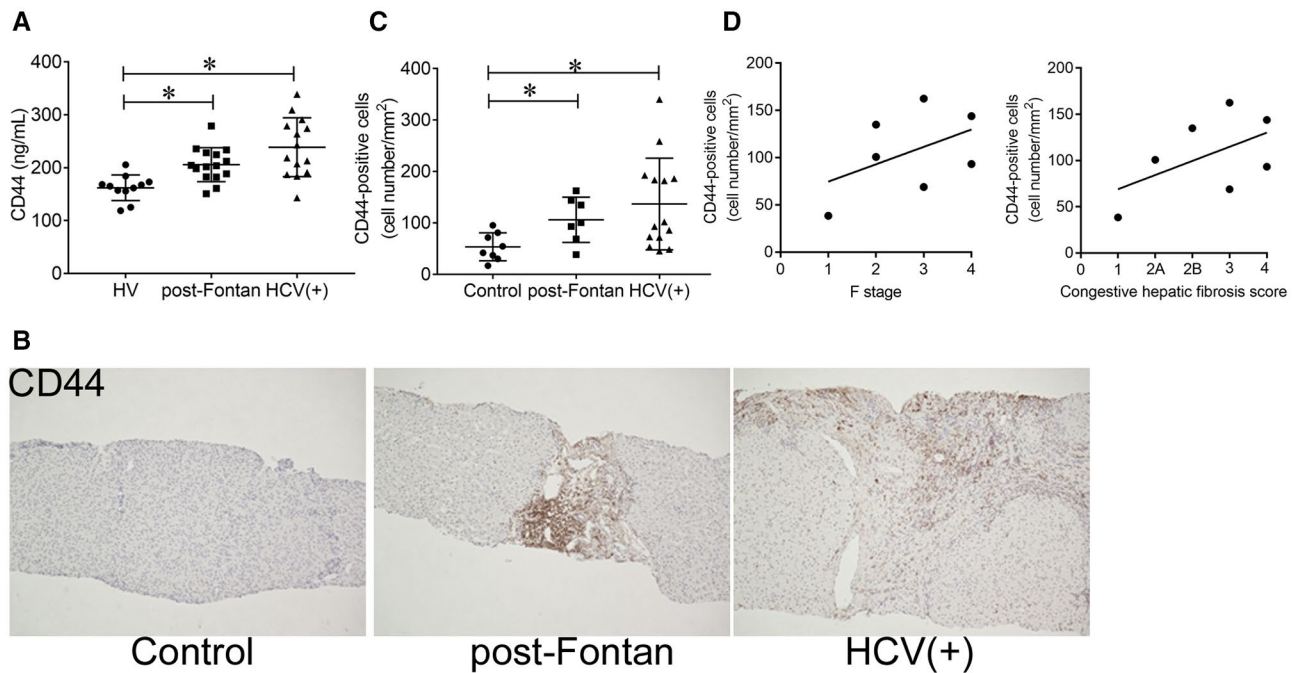 A
CD44 (ng/mL)
400
300
200
100
0
*
*
HV post-Fontan HCV(+)
C
CD44-positive cells
(cell number/mm²)
400
300
200
100
0
*
*
Control post-Fontan HCV(+)
D
CD44-positive cells
(cell number/mm²)
200
150
100
50
0
0 1 2 3 4
F stage
CD44-positive cells
(cell number/mm²)
200
150
100
50
0
0 1 2A 2B 3 4
Congestive hepatic fibrosis score
B
CD44
Control
post-Fontan
HCV(+)